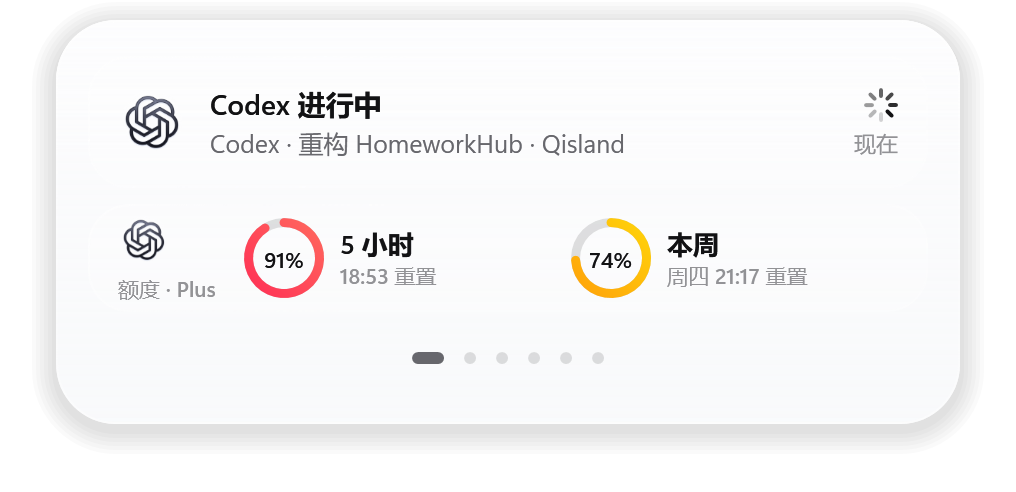 Codex 进行中
Codex · 重构 HomeworkHub · Qisland
现在
91%
5 小时
18:53 重置
74%
本周
周四 21:17 重置
额度 · Plus